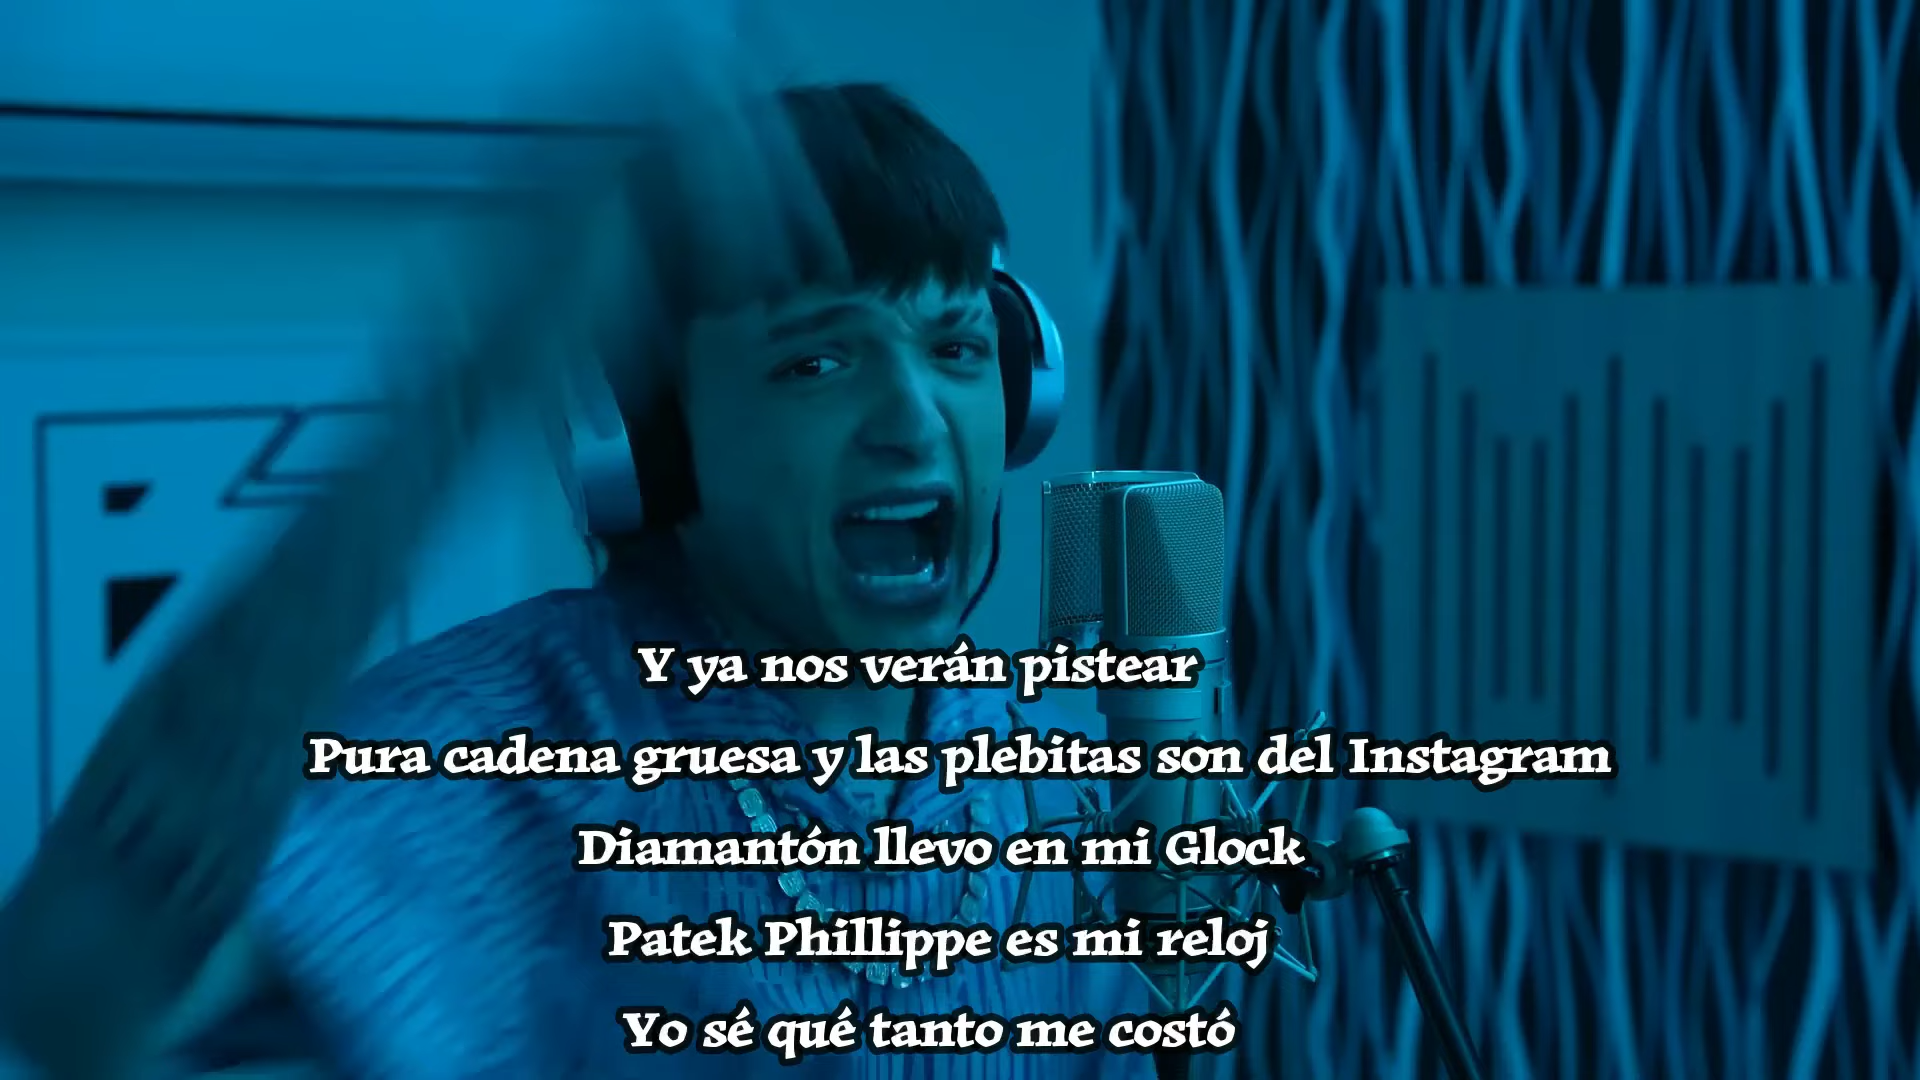 Y ya nos verán pistear
Pura cadena gruesa y las plebitas son del Instagram
Diamantón llevo en mi Glock
Patek Phillippe es mi reloj
Yo sé qué tanto me costó